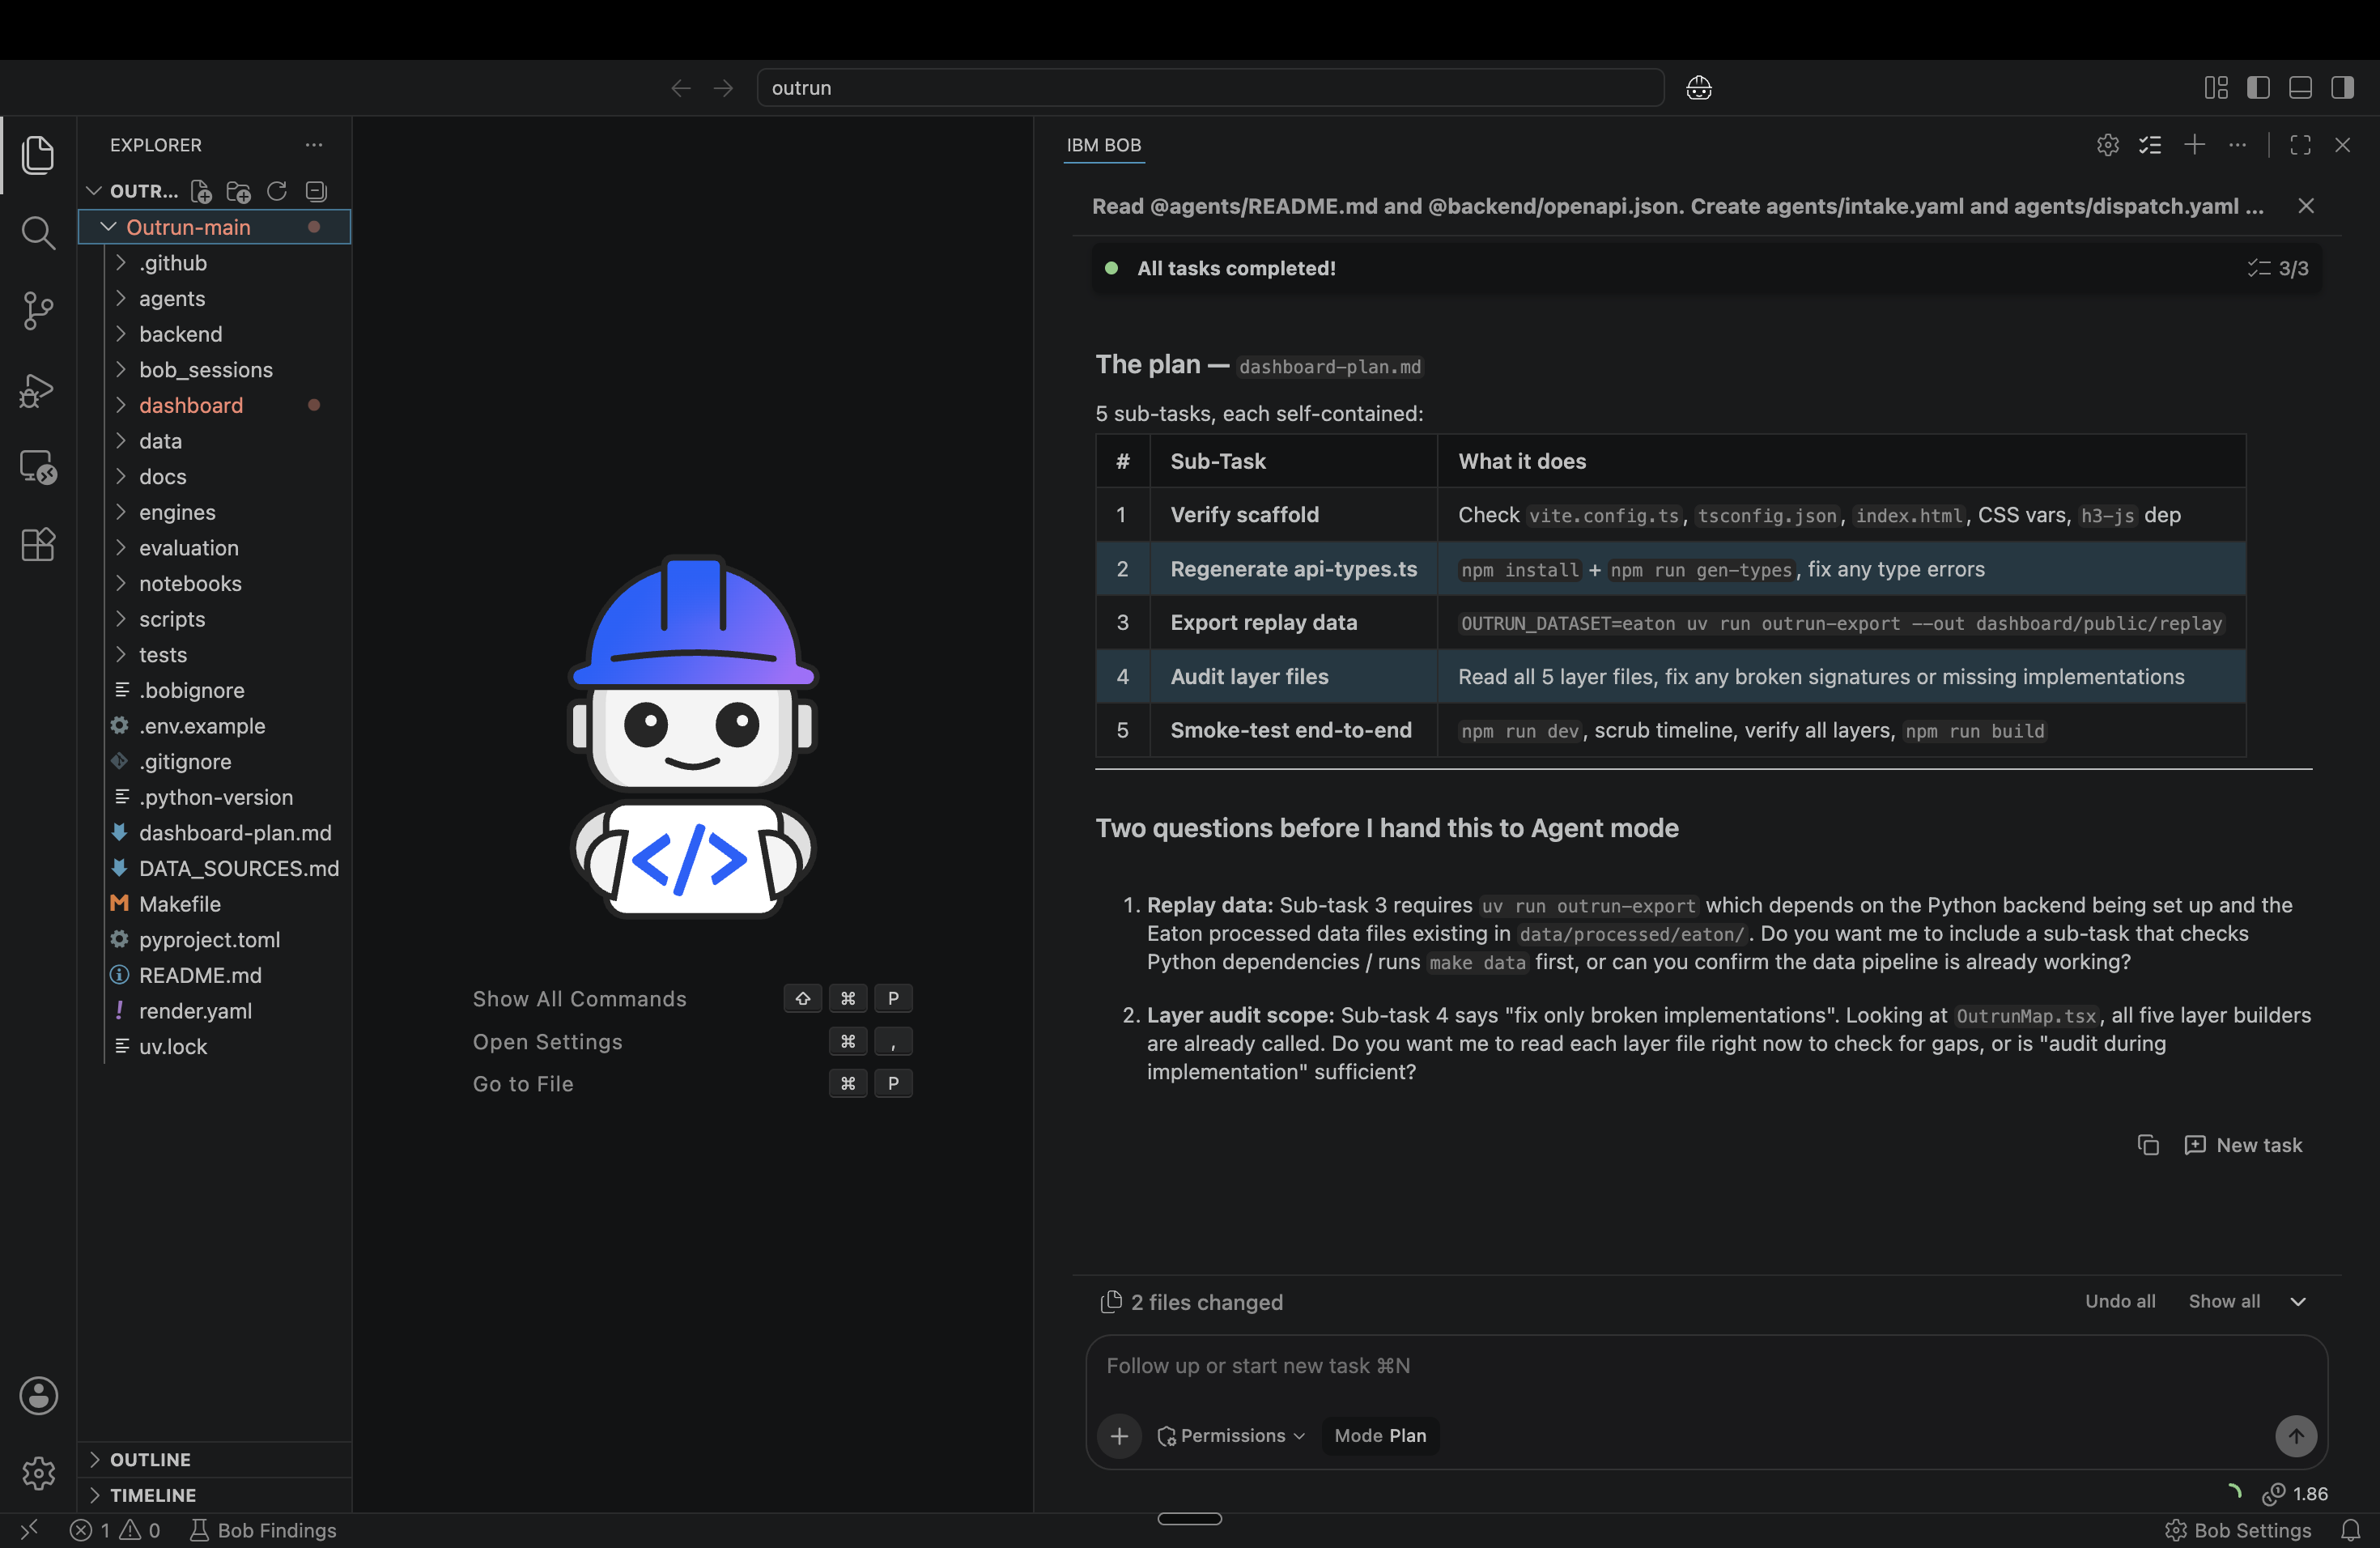 outrun
EXPLORER
OUTR...
Outrun-main
.github
agents
backend
bob_sessions
dashboard
data
docs
engines
evaluation
notebooks
scripts
tests
.bobignore
.env.example
.gitignore
.python-version
dashboard-plan.md
DATA_SOURCES.md
Makefile
pyproject.toml
README.md
render.yaml
uv.lock
OUTLINE
TIMELINE
</>
Show All Commands ⇧ ⌘ P
Open Settings ⌘ ,
Go to File ⌘ P
IBM BOB
Read @agents/README.md and @backend/openapi.json. Create agents/intake.yaml and agents/dispatch.yaml ...
All tasks completed! 3/3
The plan — dashboard-plan.md
5 sub-tasks, each self-contained:
# Sub-Task What it does
1 Verify scaffold Check vite.config.ts, tsconfig.json, index.html, CSS vars, h3-js dep
2 Regenerate api-types.ts npm install + npm run gen-types, fix any type errors
3 Export replay data OUTRUN_DATASET=eaton uv run outrun-export --out dashboard/public/replay
4 Audit layer files Read all 5 layer files, fix any broken signatures or missing implementations
5 Smoke-test end-to-end npm run dev, scrub timeline, verify all layers, npm run build
Two questions before I hand this to Agent mode
1. Replay data: Sub-task 3 requires uv run outrun-export which depends on the Python backend being set up and the
Eaton processed data files existing in data/processed/eaton/. Do you want me to include a sub-task that checks
Python dependencies / runs make data first, or can you confirm the data pipeline is already working?
2. Layer audit scope: Sub-task 4 says "fix only broken implementations". Looking at OutrunMap.tsx, all five layer builders
are already called. Do you want me to read each layer file right now to check for gaps, or is "audit during
implementation" sufficient?
New task
2 files changed Undo all Show all
Follow up or start new task ⌘N
Permissions Mode Plan
1.86
1 0 Bob Findings Bob Settings